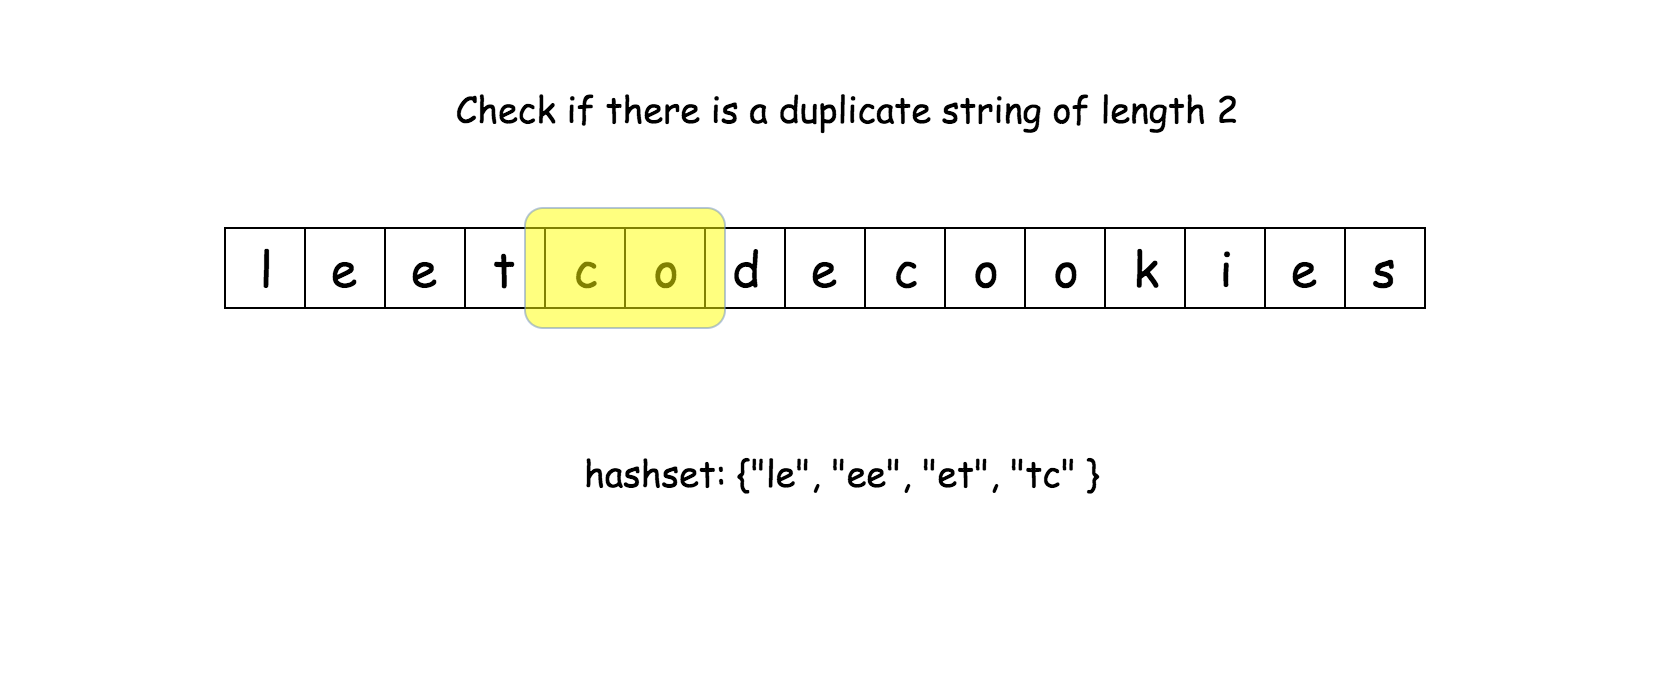 Check if there is a duplicate string of length 2
l e e t c o d e c o o k i e s
hashset: {"le", "ee", "et", "tc" }